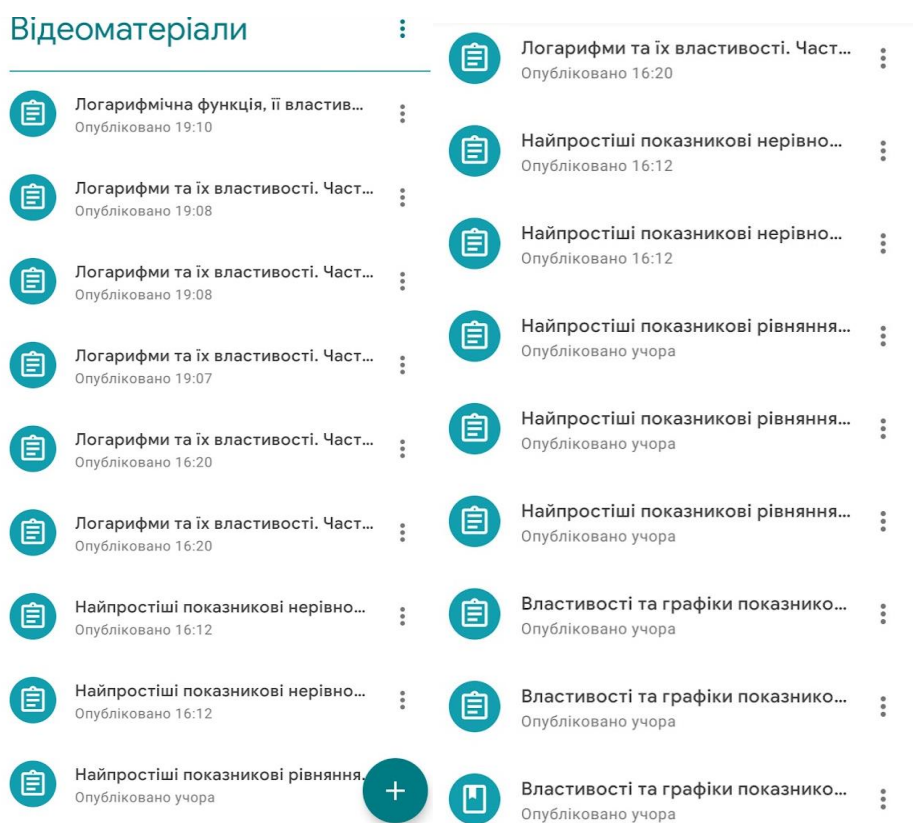 Відеоматеріали
Логарифмічна функція, її властив...
Опубліковано 19:10
Логарифми та їх властивості. Част...
Опубліковано 19:08
Логарифми та їх властивості. Част...
Опубліковано 19:08
Логарифми та їх властивості. Част...
Опубліковано 19:07
Логарифми та їх властивості. Част...
Опубліковано 16:20
Логарифми та їх властивості. Част...
Опубліковано 16:20
Найпростіші показникові нерівно...
Опубліковано 16:12
Найпростіші показникові нерівно...
Опубліковано 16:12
Найпростіші показникові рівняння.
Опубліковано учора
Логарифми та їх властивості. Част...
Опубліковано 16:20
Найпростіші показникові нерівно...
Опубліковано 16:12
Найпростіші показникові нерівно...
Опубліковано 16:12
Найпростіші показникові рівняння...
Опубліковано учора
Найпростіші показникові рівняння...
Опубліковано учора
Найпростіші показникові рівняння...
Опубліковано учора
Властивості та графіки показнико...
Опубліковано учора
Властивості та графіки показнико...
Опубліковано учора
Властивості та графіки показнико...
Опубліковано учора